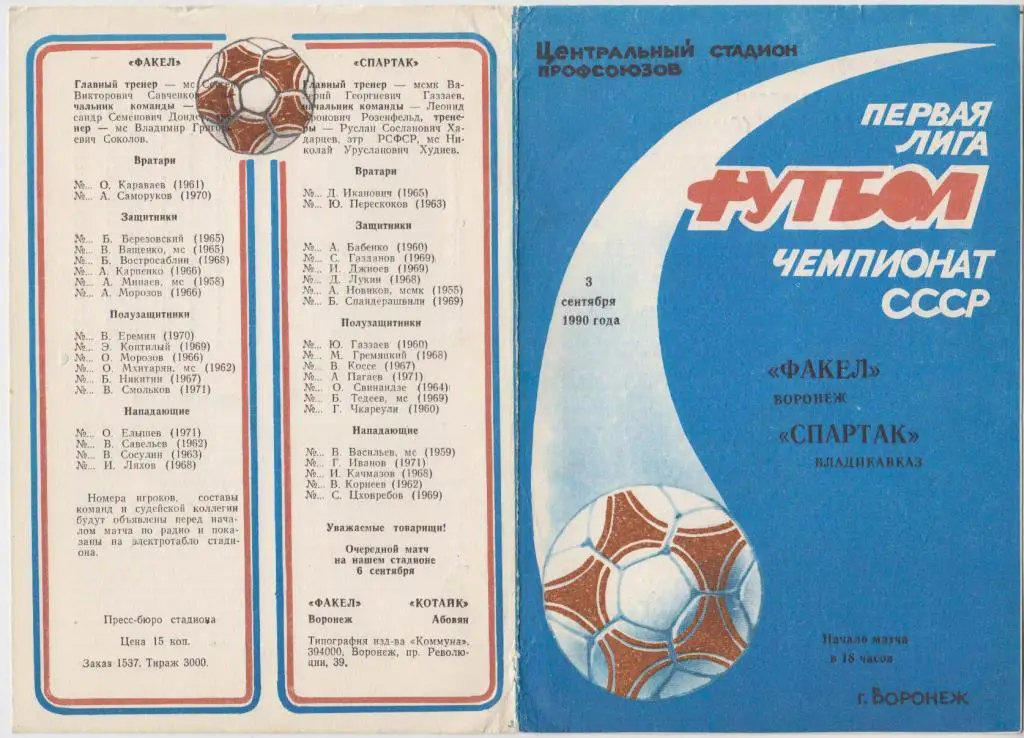 «ФАКЕЛ»
Главный тренер — мс
Викторович Савченков
чальник команды —
сандр Семенович
нер — мс Владимир
евич Соколов.
Вратари
№... О. Караваев (1961)
№... А. Саморуков (1970)
Защитники
№... Б. Березовский (1965)
№... В. Ващенко, мс (1965)
№... Б. Востросаблин (1968)
№... А. Карпенко (1966)
№... А. Минаев, мс (1958)
№... А. Морозов (1966)
Полузащитники
№... В. Еремин (1970)
№... Э. Коптилый (1969)
№... О. Морозов (1966)
№... О. Мхитарян, мс (1962)
№... Б. Никитин (1967)
№... В. Смольков (1971)
Нападающие
№... О. Елышев (1971)
№... В. Савельев (1962)
№... В. Сосулин (1963)
№... И. Ляхов (1968)
Номера игроков, составы
команд и судейской коллегии
будут объявлены перед нача-
лом матча по радио и пока-
заны на электротабло стади-
она.
Пресс-бюро стадиона
Цена 15 коп.
Заказ 1537. Тираж 3000.
«СПАРТАК»
Главный тренер — мсмк Ва-
лерий Георгиевич Газзаев,
начальник команды — Леонид
Аронович Розенфельд, трене-
ры — Руслан Сосланович Ха-
дарцев, зтр РСФСР, мс Ни-
колай Урусланович Худиев.
Вратари
№... Д. Иканович (1965)
№... Ю. Перескоков (1963)
Защитники
№... А. Бабенко (1960)
№... С. Газданов (1969)
№... И. Джиоев (1969)
№... Д. Лукин (1968)
№... А. Новиков, мсмк (1955)
№... Б. Спандерашвили (1969)
Полузащитники
№... Ю. Газзаев (1960)
№... М. Гремяцкий (1968)
№... В. Коссе (1967)
№... А Пагаев (1971)
№... О. Свинандзе (1964)
№... Б. Тедеев, мс (1969)
№... Г. Чкареули (1960)
Нападающие
№... В. Васильев, мс (1959)
№... Г. Иванов (1971)
№... И. Качмазов (1968)
№... В. Корнеев (1962)
№... С. Цховребов (1969)
Уважаемые товарищи!
Очередной матч
на нашем стадионе
6 сентября
«ФАКЕЛ» «КОТАЙК»
Воронеж Абовян
Типография изд-ва «Коммуна»,
394000, Воронеж, пр. Револю-
ции, 39.
Центральный стадион
профсоюзов
ПЕРВАЯ
ЛИГА
ФУТБОЛ
ЧЕМПИОНАТ
СССР
3
сентября
1990 года
«ФАКЕЛ»
ВОРОНЕЖ
«СПАРТАК»
ВЛАДИКАВКАЗ
Начало матча
в 18 часов
г. Воронеж